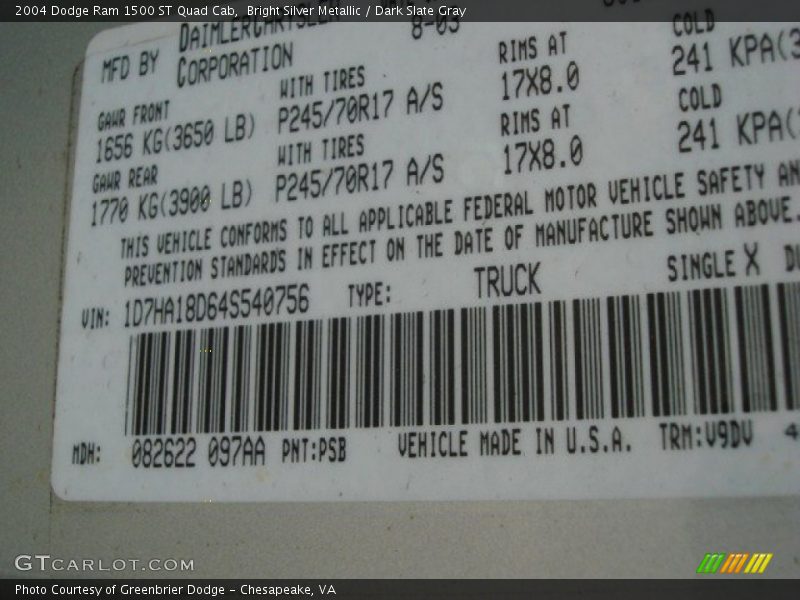 2004 Dodge Ram 1500 ST Quad Cab, Bright Silver Metallic / Dark Slate Gray
MFD BY DAIMLERCHRYSLER 8-03
CORPORATION
GAWR FRONT WITH TIRES RIMS AT COLD
1656 KG(3650 LB) P245/70R17 A/S 17X8.0 241 KPA(3
GAWR REAR WITH TIRES RIMS AT COLD
1770 KG(3900 LB) P245/70R17 A/S 17X8.0 241 KPA(
THIS VEHICLE CONFORMS TO ALL APPLICABLE FEDERAL MOTOR VEHICLE SAFETY AN
PREVENTION STANDARDS IN EFFECT ON THE DATE OF MANUFACTURE SHOWN ABOVE.
VIN: 1D7HA18D64S540756 TYPE: TRUCK SINGLE X DU
MDH: 082622 097AA PNT:PSB VEHICLE MADE IN U.S.A. TRM:V9DV 4
GTCARLOT.COM
Photo Courtesy of Greenbrier Dodge - Chesapeake, VA